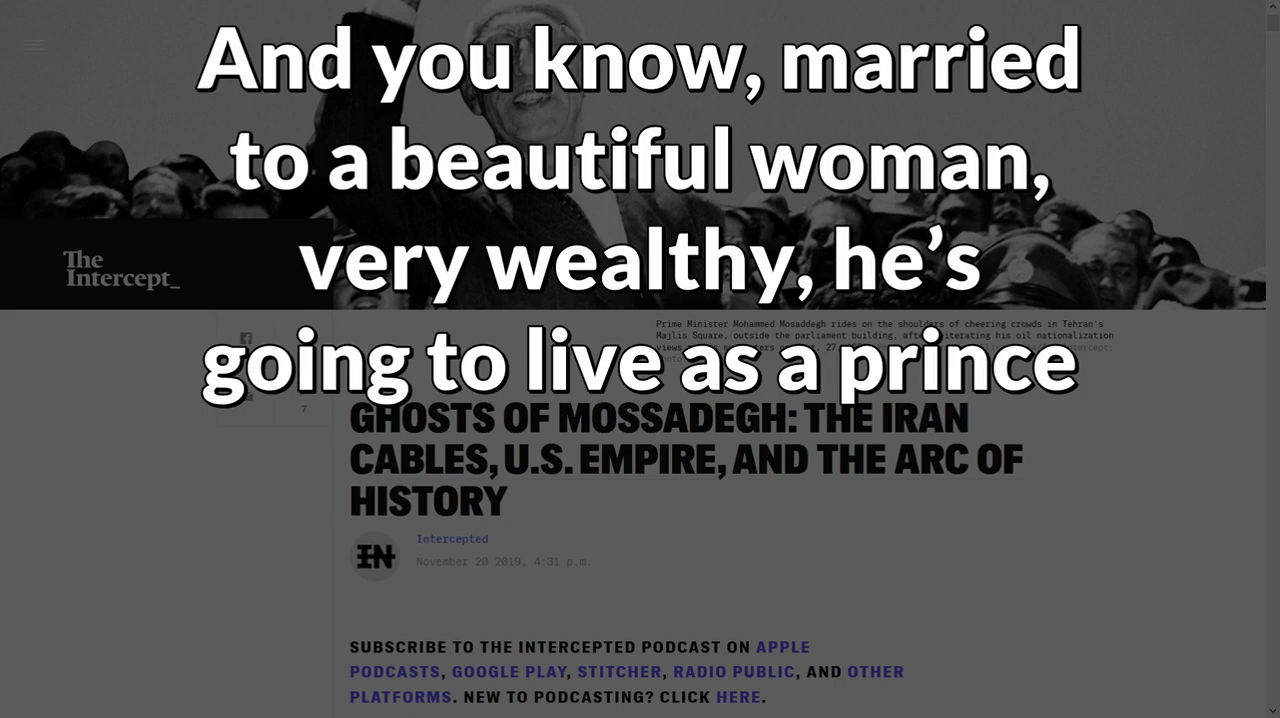 And you know, married
to a beautiful woman,
very wealthy, he’s
going to live as a prince
The
Intercept_
Prime Minister Mohammed Mosaddegh rides on the shoulders of cheering crowds in Tehran's
Majlis Square, outside the parliament building, after reiterating his oil nationalization
views to
7
GHOSTS OF MOSSADEGH: THE IRAN
CABLES, U.S. EMPIRE, AND THE ARC OF
HISTORY
IN
Intercepted
November 20 2019, 4:31 p.m.
SUBSCRIBE TO THE INTERCEPTED PODCAST ON APPLE
PODCASTS, GOOGLE PLAY, STITCHER, RADIO PUBLIC, AND OTHER
PLATFORMS. NEW TO PODCASTING? CLICK HERE.